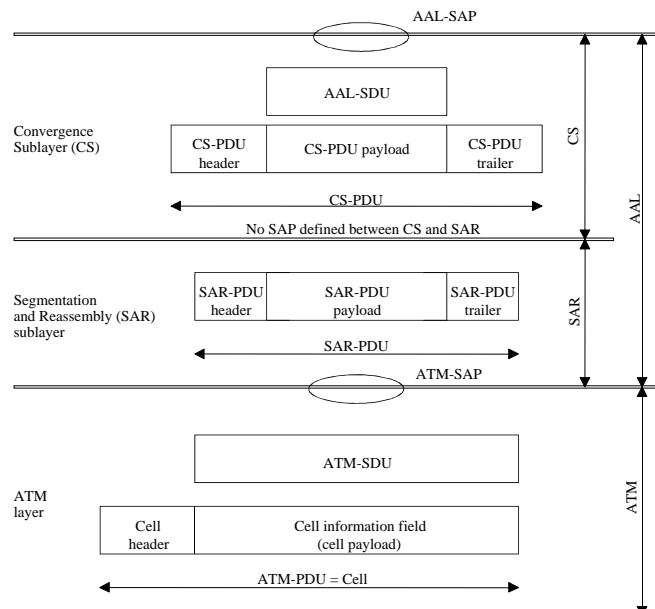 AAL-SAP
AAL-SDU
Convergence
Sublayer (CS)
CS-PDU
header
CS-PDU payload
CS-PDU
trailer
CS
CS-PDU
No SAP defined between CS and SAR
AAL
Segmentation
and Reassembly (SAR)
sublayer
SAR-PDU
header
SAR-PDU
payload
SAR-PDU
trailer
SAR
SAR-PDU
ATM-SAP
ATM-SDU
ATM
layer
Cell
header
Cell information field
(cell payload)
ATM
ATM-PDU = Cell